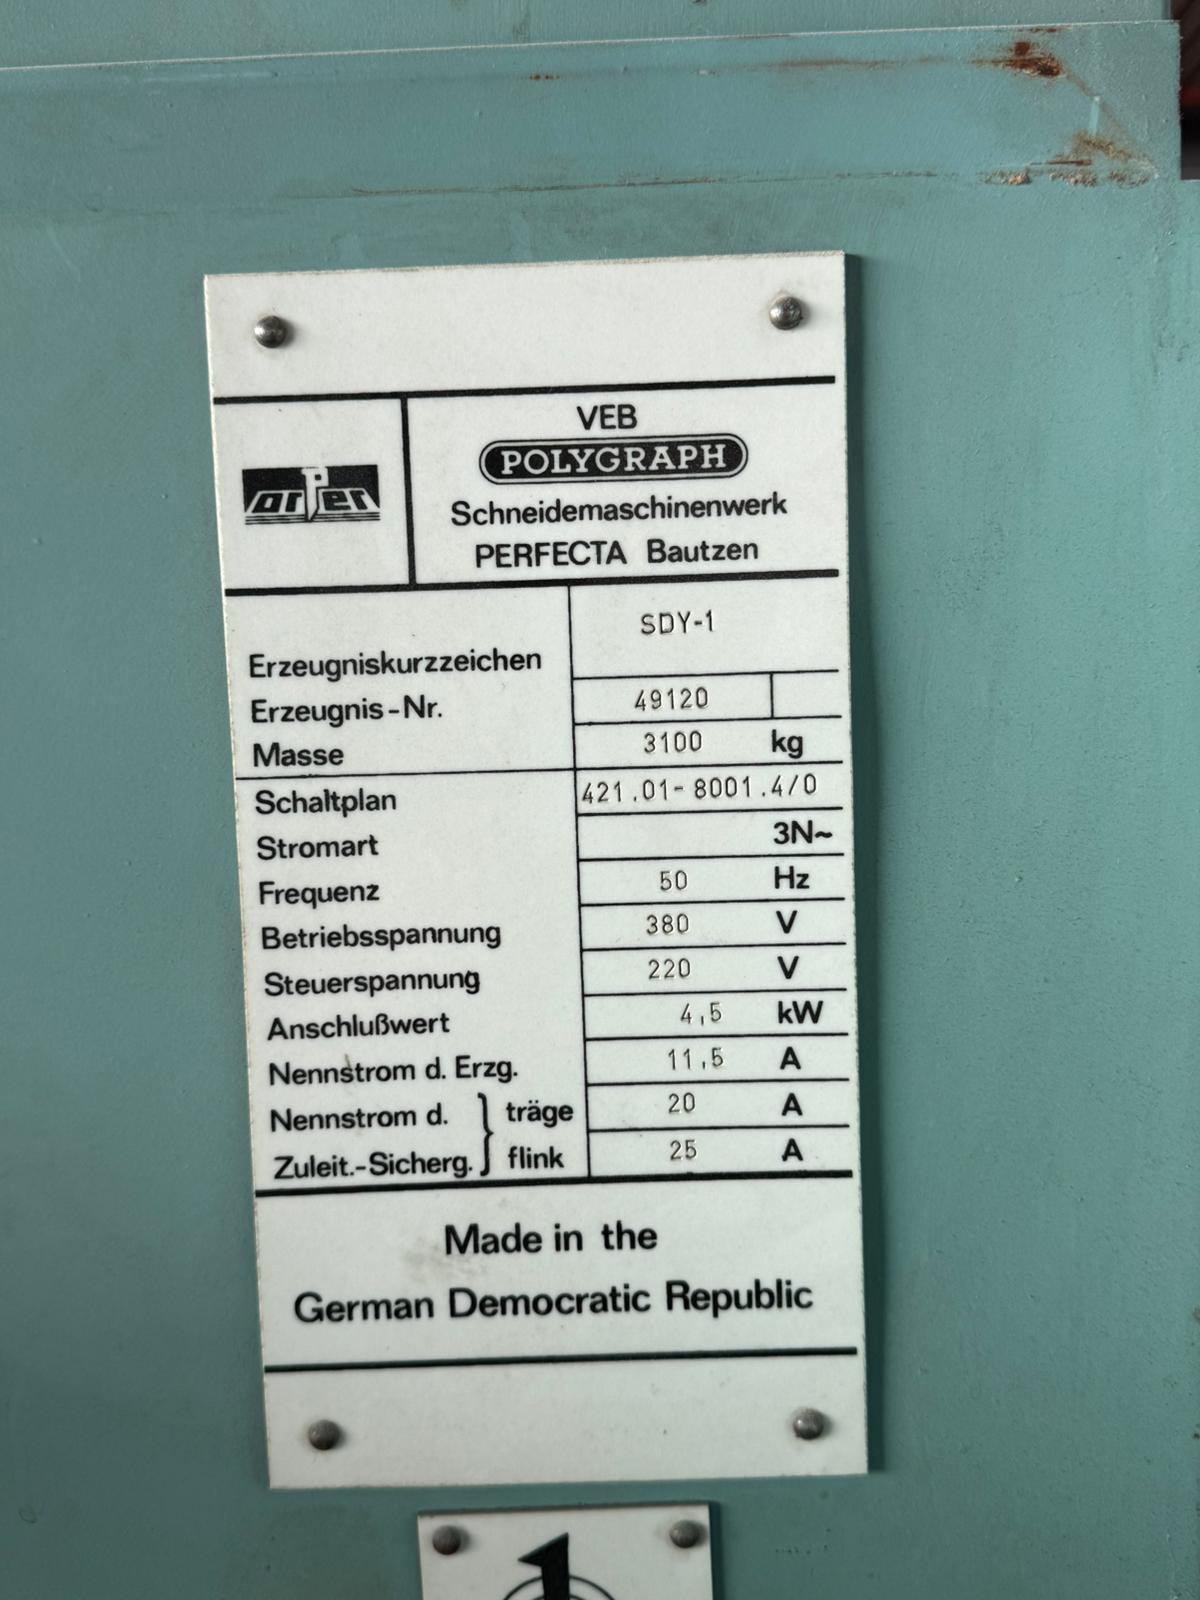 VEB
POLYGRAPH
Schneidemaschinenwerk
PERFECTA Bautzen
Erzeugniskurzzeichen SDY-1
Erzeugnis-Nr. 49120
Masse 3100 kg
Schaltplan 421.01-8001.4/0
Stromart 3N~
Frequenz 50 Hz
Betriebsspannung 380 V
Steuerspannung 220 V
Anschlußwert 4,5 kW
Nennstrom d. Erzg. 11,5 A
Nennstrom d. träge 20 A
Zuleit.-Sicherg. flink 25 A
Made in the
German Democratic Republic
1